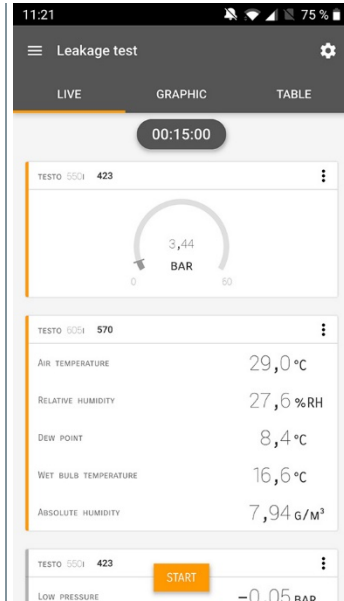 11:21 75 %
Leakage test
LIVE GRAPHIC TABLE
00:15:00
TESTO 550I 423
3,44
BAR
0 60
TESTO 605I 570
AIR TEMPERATURE 29,0 °C
RELATIVE HUMIDITY 27,6 %RH
DEW POINT 8,4 °C
WET BULB TEMPERATURE 16,6 °C
ABSOLUTE HUMIDITY 7,94 G/M³
TESTO 550I 423
START
LOW PRESSURE -0,05 BAR